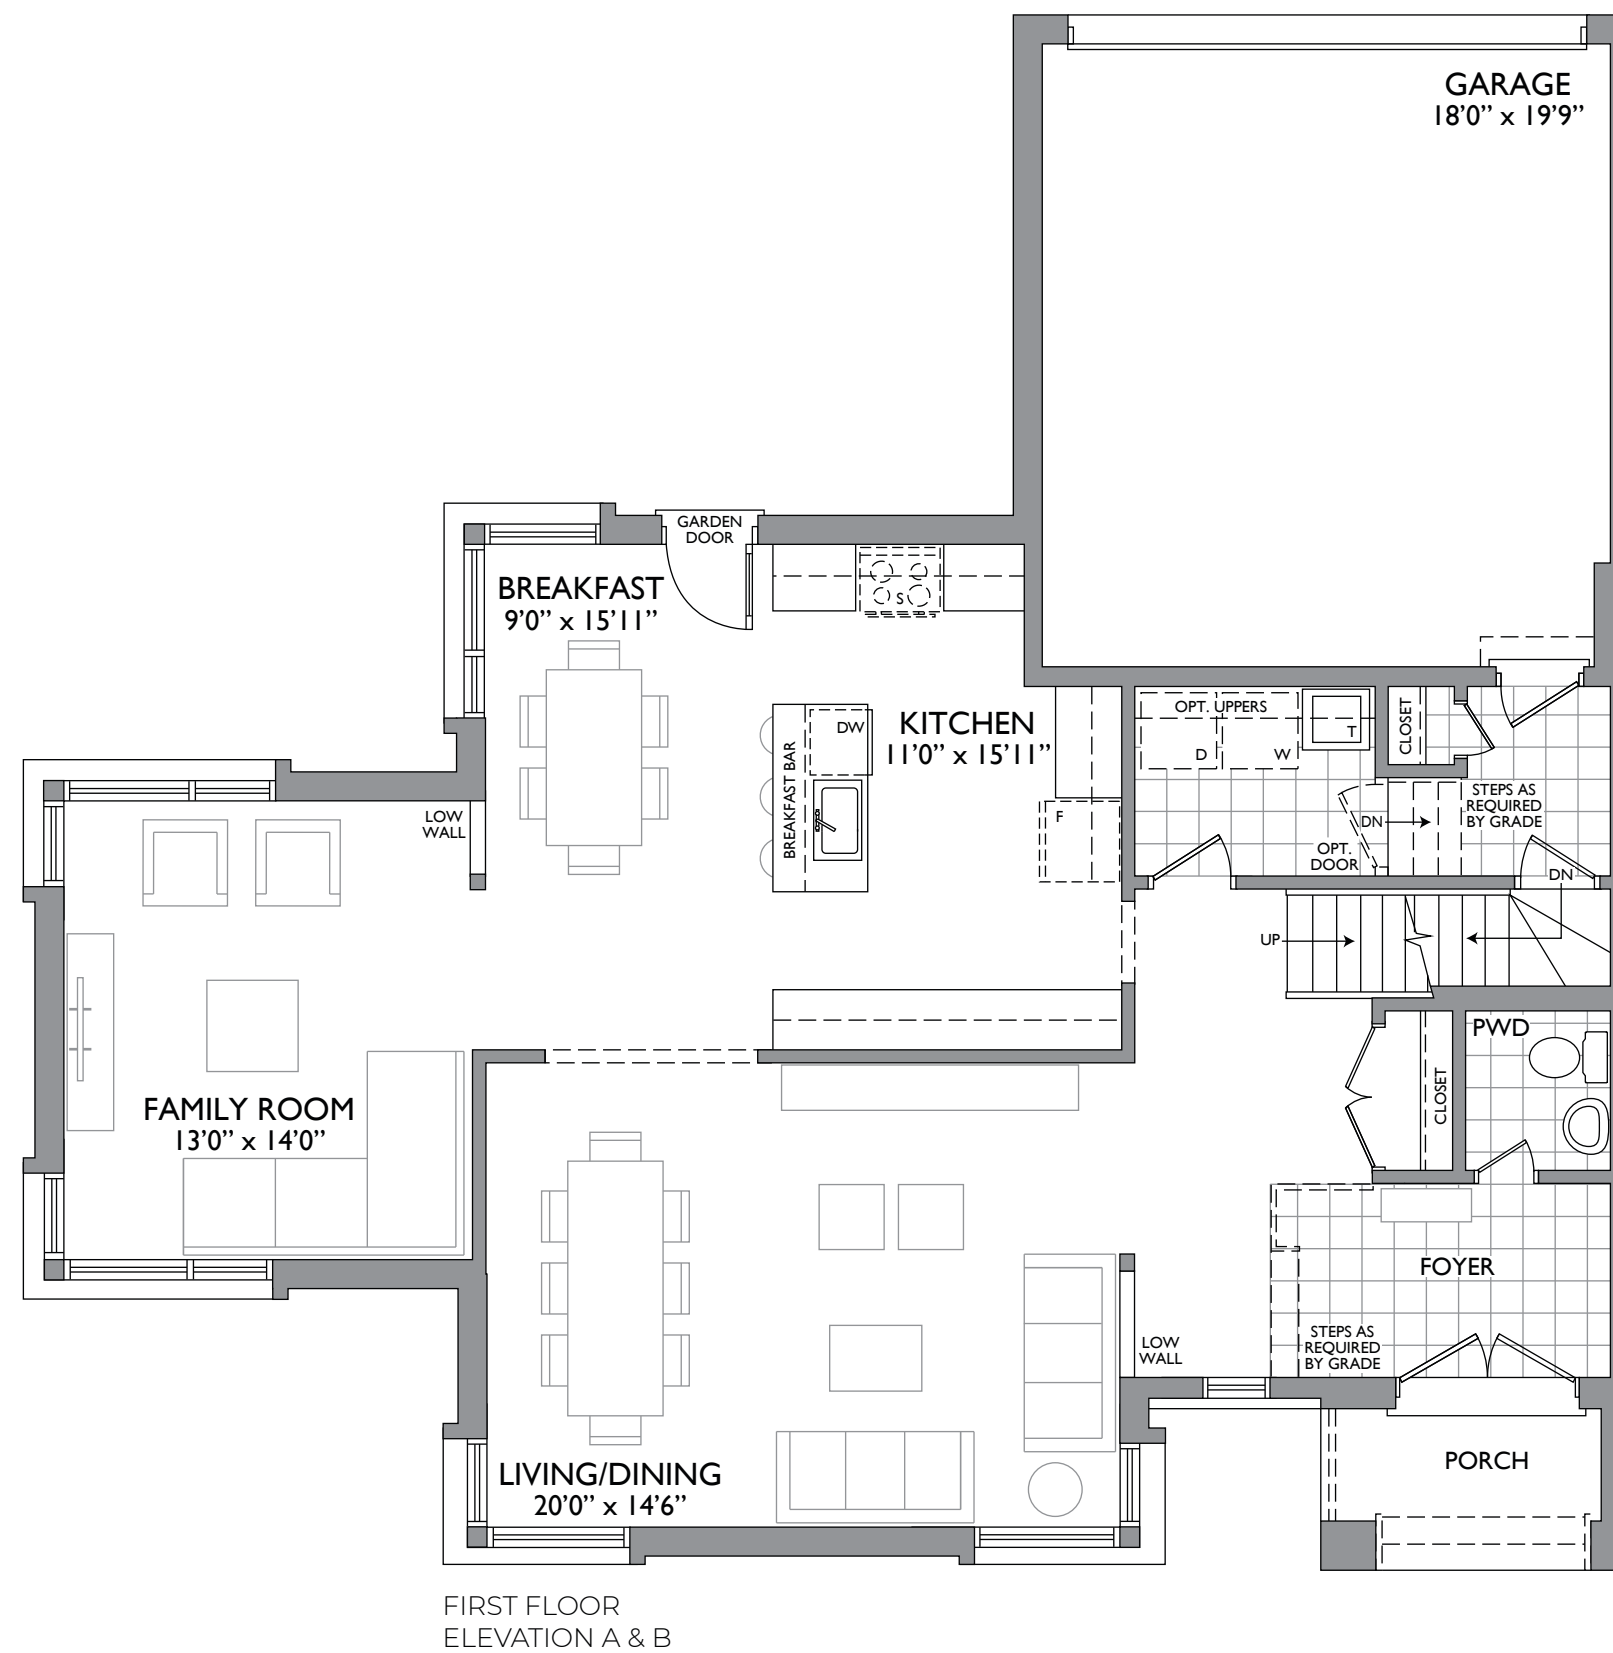 GARAGE
18'0” x 19'9”
GARDEN
DOOR
BREAKFAST
9'0” x 15'11”
S
KITCHEN
11'0” x 15'11”
DW
BREAKFAST BAR
F
OPT. UPPERS
D
W
T
CLOSET
STEPS AS
REQUIRED
BY GRADE
DN
OPT.
DOOR
DN
LOW
WALL
UP
PWD
CLOSET
FAMILY ROOM
13'0” x 14'0”
FOYER
STEPS AS
REQUIRED
BY GRADE
LOW
WALL
LIVING/DINING
20'0” x 14'6”
PORCH
FIRST FLOOR
ELEVATION A & B